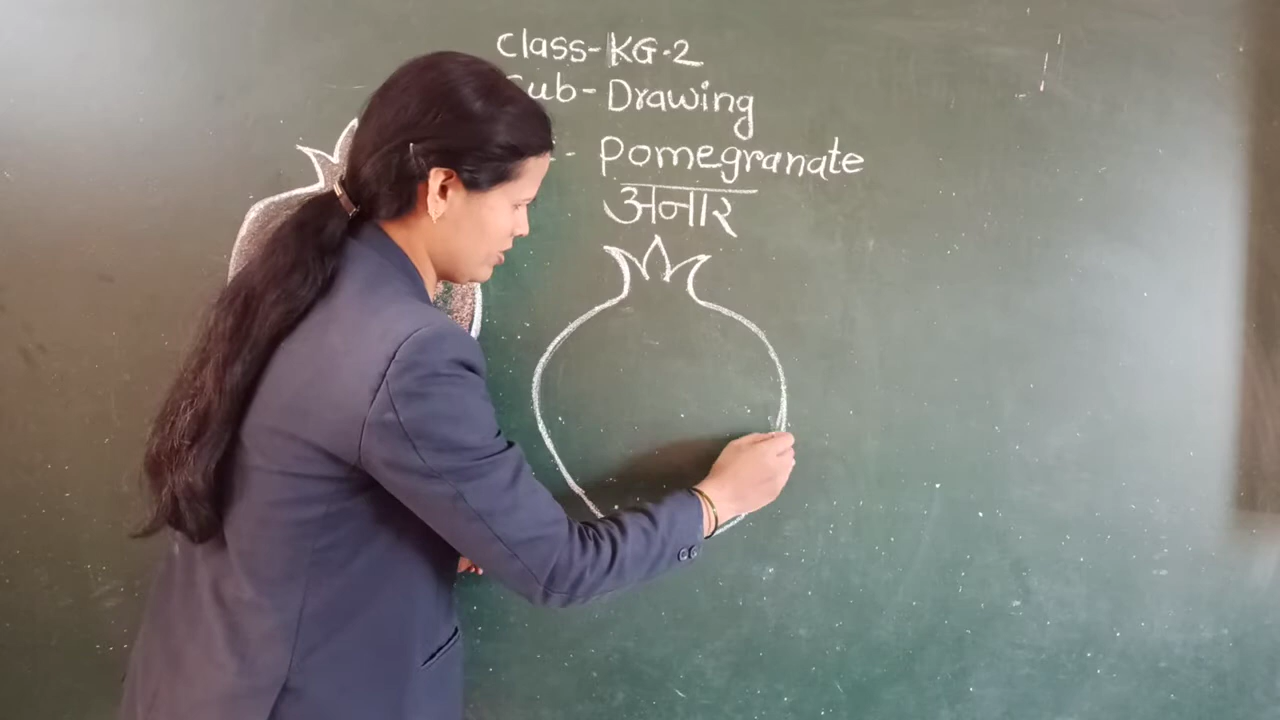 Class-KG-2
Sub- Drawing
- Pomegranate
अनार